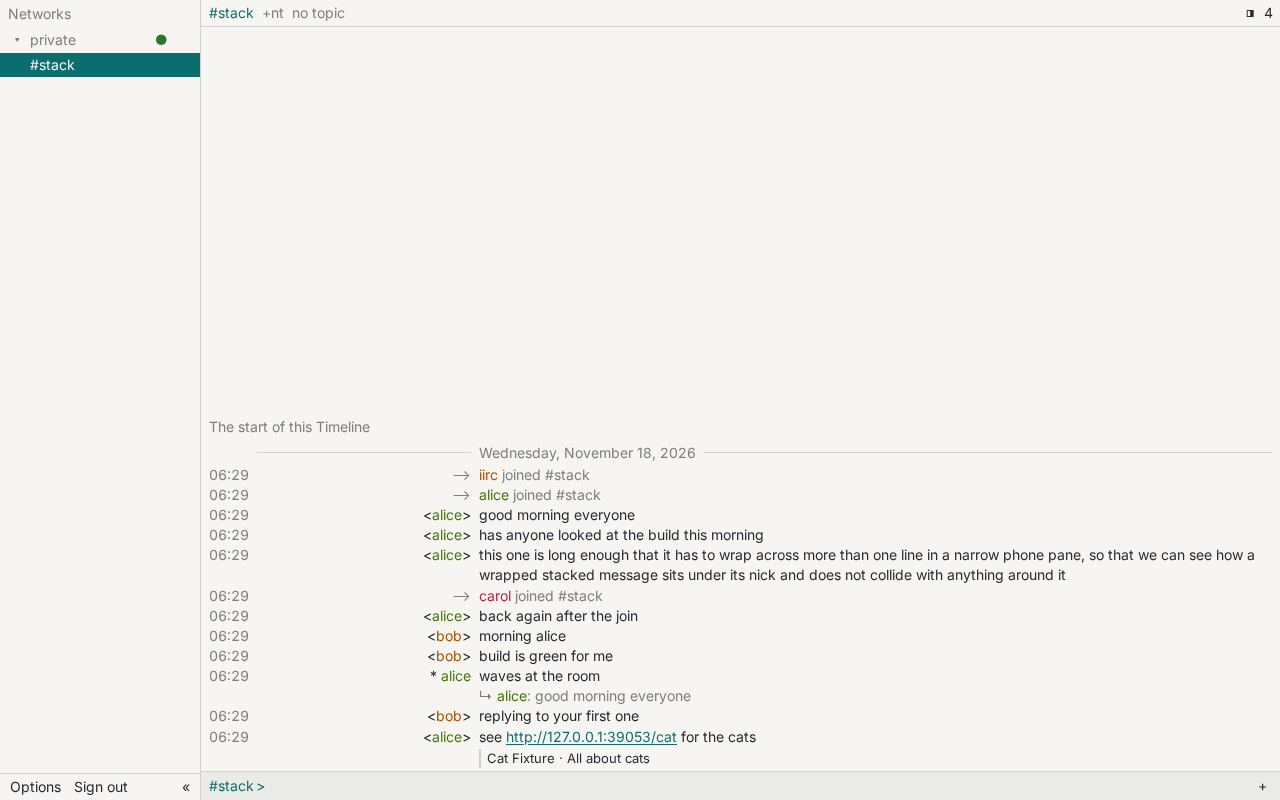 Networks
private
#stack
Options Sign out «
#stack +nt no topic 4
The start of this Timeline
Wednesday, November 18, 2026
06:29 → iirc joined #stack
06:29 → alice joined #stack
06:29 <alice> good morning everyone
06:29 <alice> has anyone looked at the build this morning
06:29 <alice> this one is long enough that it has to wrap across more than one line in a narrow phone pane, so that we can see how a
wrapped stacked message sits under its nick and does not collide with anything around it
06:29 → carol joined #stack
06:29 <alice> back again after the join
06:29 <bob> morning alice
06:29 <bob> build is green for me
06:29 * alice waves at the room
↳ alice: good morning everyone
06:29 <bob> replying to your first one
06:29 <alice> see http://127.0.0.1:39053/cat for the cats
Cat Fixture · All about cats
#stack > +